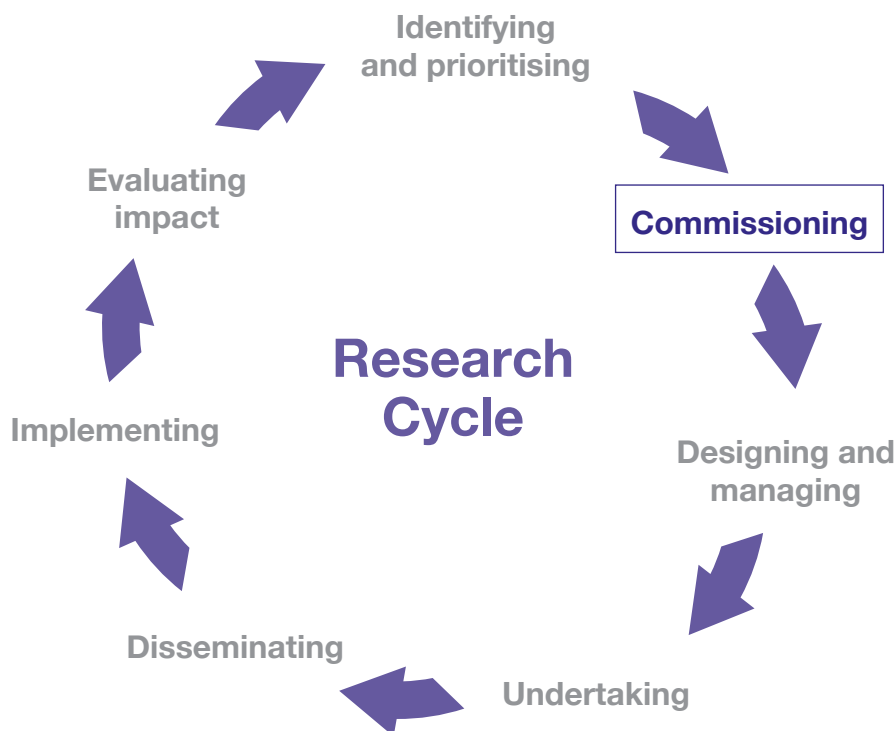 Identifying
and prioritising
Commissioning
Designing and
managing
Undertaking
Disseminating
Implementing
Evaluating
impact
Research
Cycle